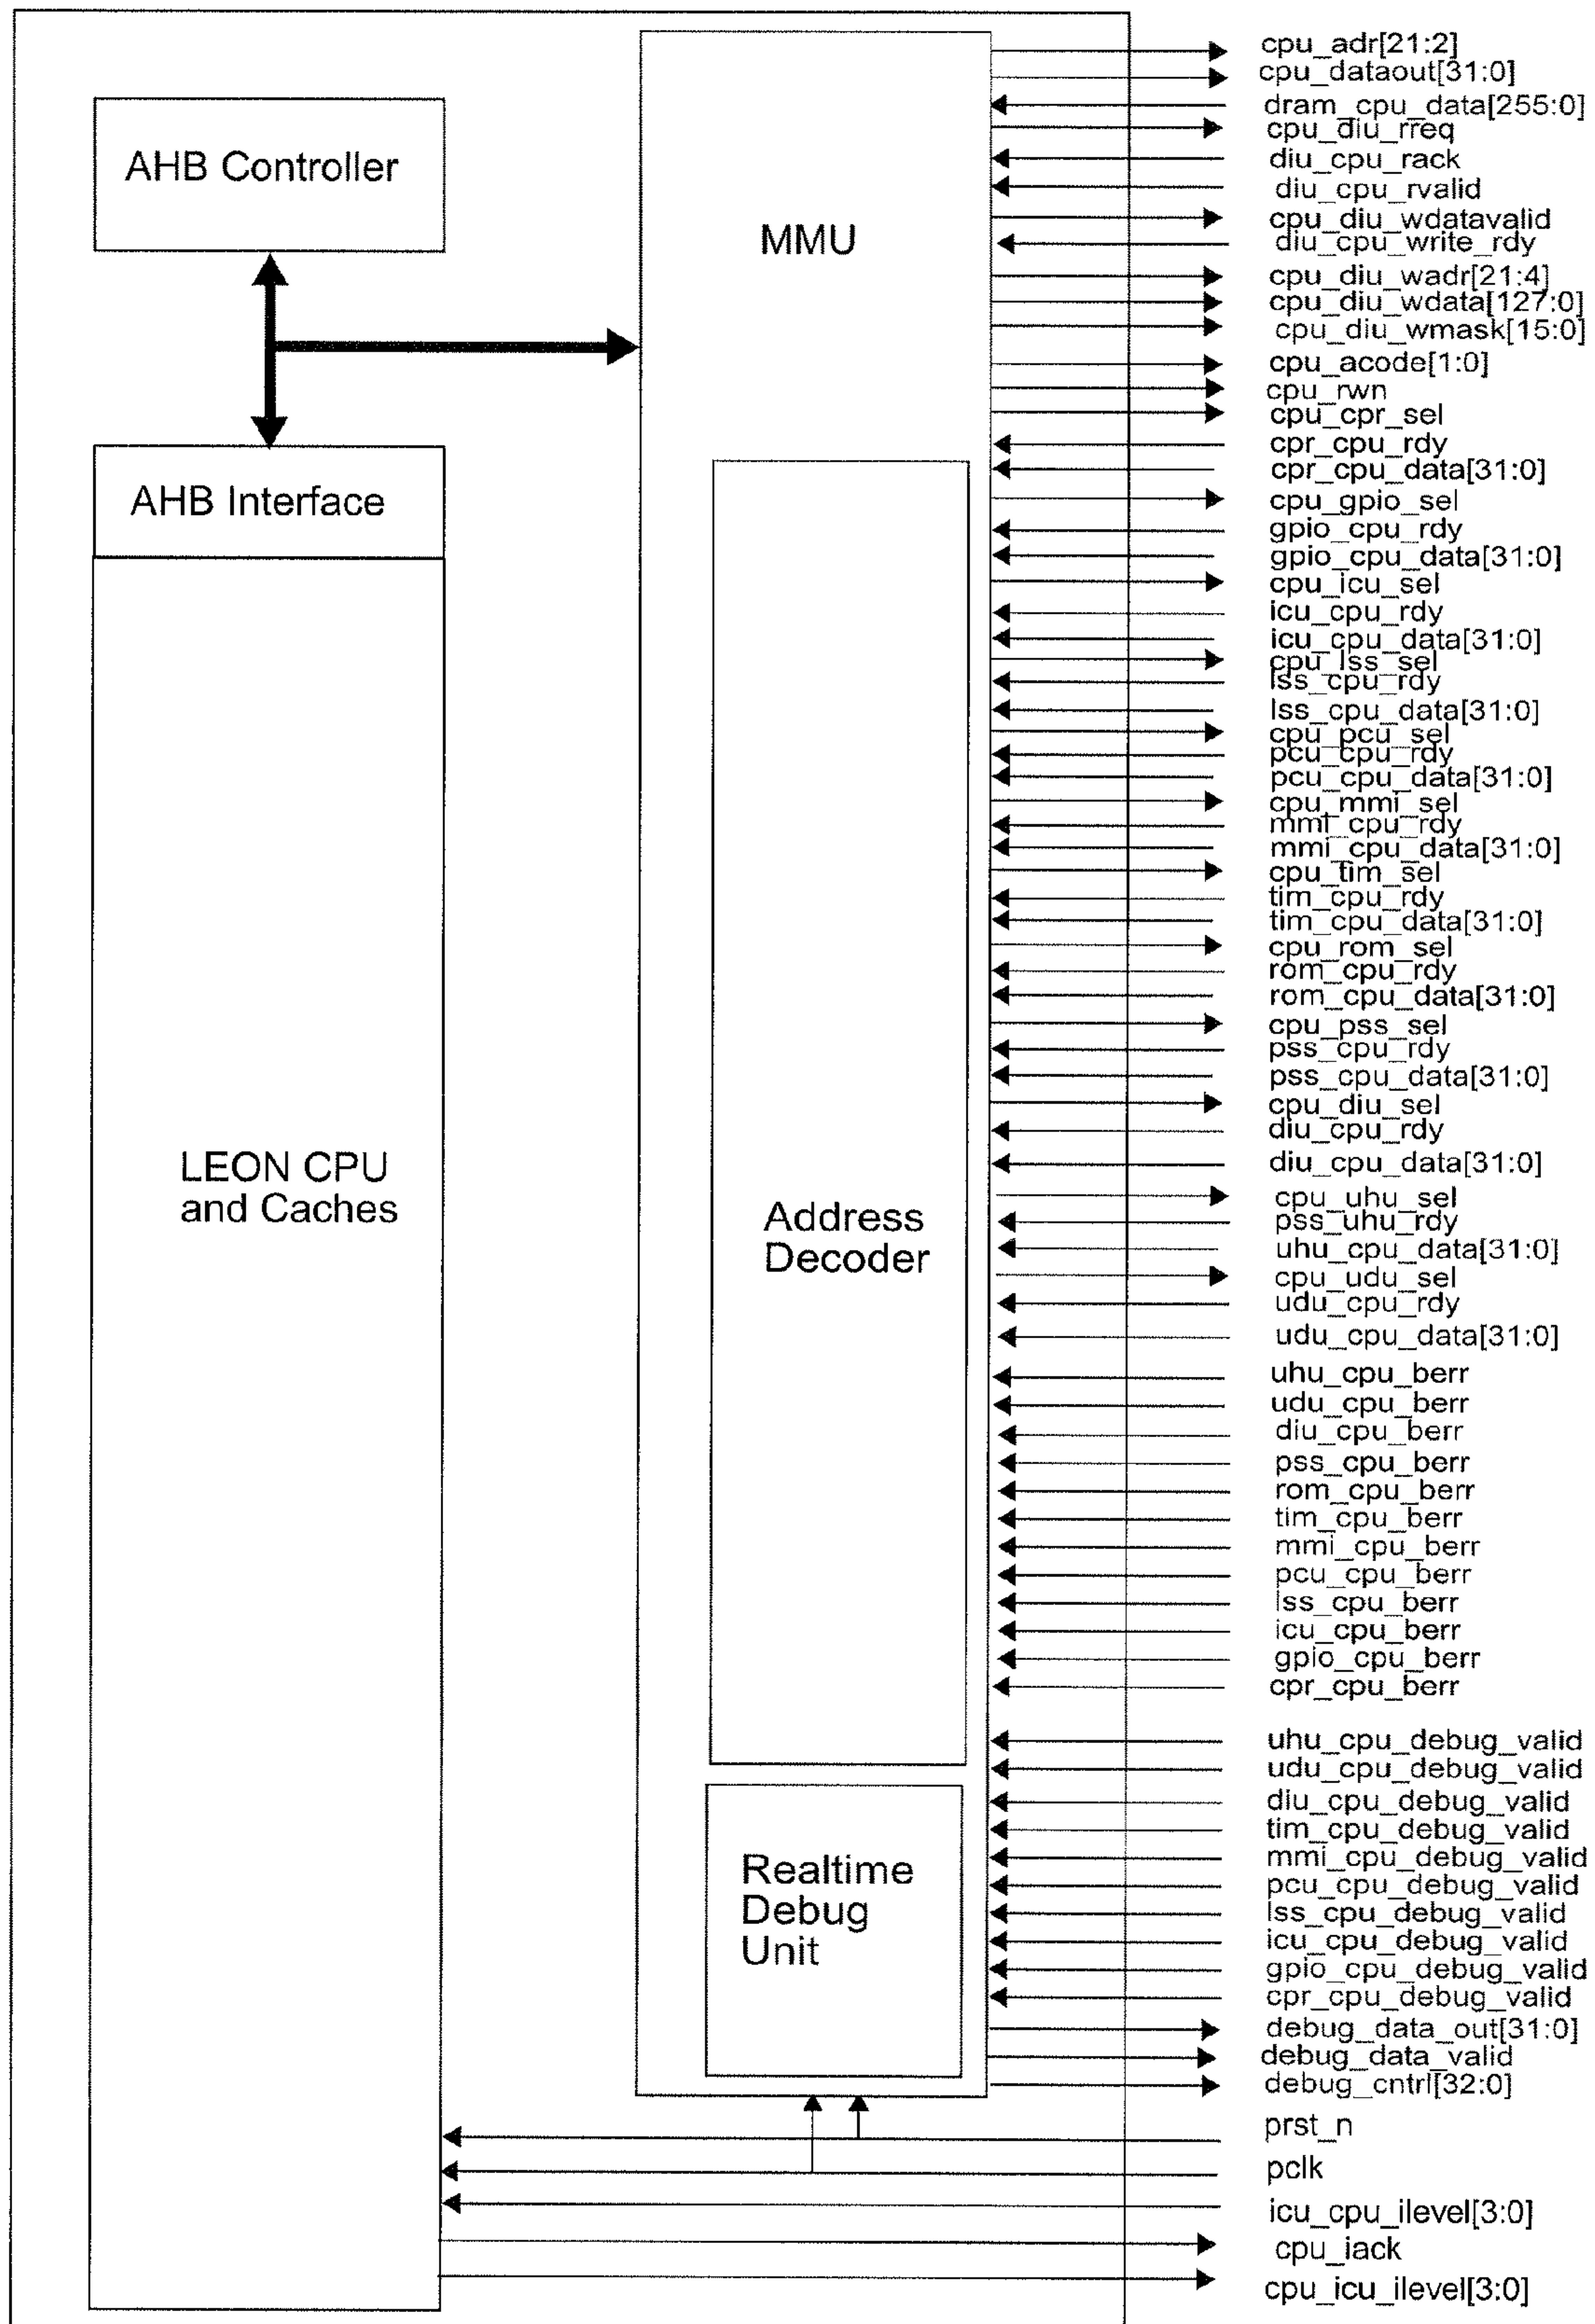 AHB Controller
AHB Interface
LEON CPU
and Caches
MMU
Address
Decoder
Realtime
Debug
Unit
cpu_adr[21:2]
cpu_dataout[31:0]
dram_cpu_data[255:0]
cpu_diu_rreq
diu_cpu_rack
diu_cpu_rvalid
cpu_diu_wdatavalid
diu_cpu_write_rdy
cpu_diu_wadr[21:4]
cpu_diu_wdata[127:0]
cpu_diu_wmask[15:0]
cpu_acode[1:0]
cpu_rwn
cpu_cpr_sel
cpr_cpu_rdy
cpr_cpu_data[31:0]
cpu_gpio_sel
gpio_cpu_rdy
gpio_cpu_data[31:0]
cpu_icu_sel
icu_cpu_rdy
icu_cpu_data[31:0]
cpu_lss_sel
lss_cpu_rdy
lss_cpu_data[31:0]
cpu_pcu_sel
pcu_cpu_rdy
pcu_cpu_data[31:0]
cpu_mmi_sel
mmi_cpu_rdy
mmi_cpu_data[31:0]
cpu_tim_sel
tim_cpu_rdy
tim_cpu_data[31:0]
cpu_rom_sel
rom_cpu_rdy
rom_cpu_data[31:0]
cpu_pss_sel
pss_cpu_rdy
pss_cpu_data[31:0]
cpu_diu_sel
diu_cpu_rdy
diu_cpu_data[31:0]
cpu_uhu_sel
pss_uhu_rdy
uhu_cpu_data[31:0]
cpu_udu_sel
udu_cpu_rdy
udu_cpu_data[31:0]
uhu_cpu_berr
udu_cpu_berr
diu_cpu_berr
pss_cpu_berr
rom_cpu_berr
tim_cpu_berr
mmi_cpu_berr
pcu_cpu_berr
lss_cpu_berr
icu_cpu_berr
gpio_cpu_berr
cpr_cpu_berr
uhu_cpu_debug_valid
udu_cpu_debug_valid
diu_cpu_debug_valid
tim_cpu_debug_valid
mmi_cpu_debug_valid
pcu_cpu_debug_valid
lss_cpu_debug_valid
icu_cpu_debug_valid
gpio_cpu_debug_valid
cpr_cpu_debug_valid
debug_data_out[31:0]
debug_data_valid
debug_cntrl[32:0]
prst_n
pclk
icu_cpu_ilevel[3:0]
cpu_iack
cpu_icu_ilevel[3:0]